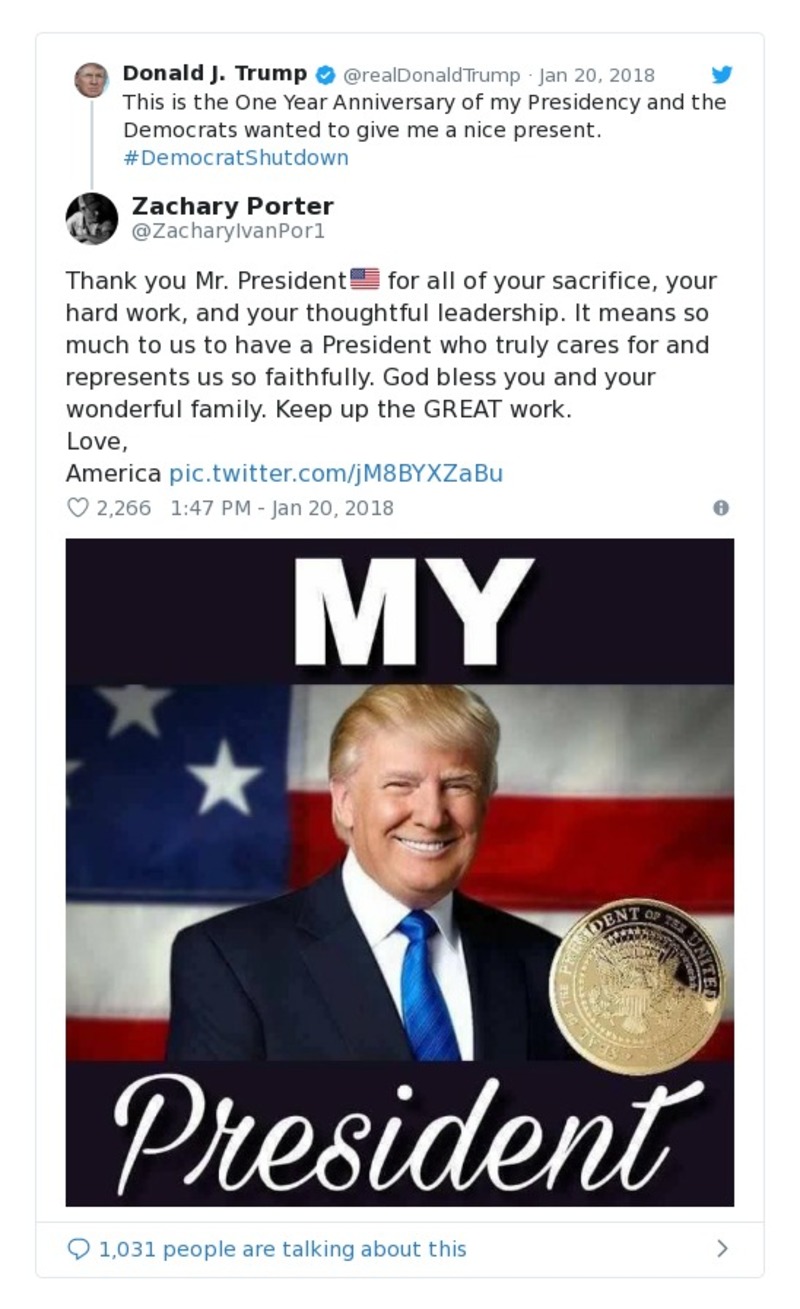 Donald J. Trump @realDonaldTrump · Jan 20, 2018
This is the One Year Anniversary of my Presidency and the
Democrats wanted to give me a nice present.
#DemocratShutdown
Zachary Porter
@ZacharyIvanPor1
Thank you Mr. President🇺🇸 for all of your sacrifice, your
hard work, and your thoughtful leadership. It means so
much to us to have a President who truly cares for and
represents us so faithfully. God bless you and your
wonderful family. Keep up the GREAT work.
Love,
America pic.twitter.com/jM8BYXZaBu
2,266 1:47 PM - Jan 20, 2018
MY
PRESIDENT OF THE UNITED
SEAL OF THE
President
1,031 people are talking about this